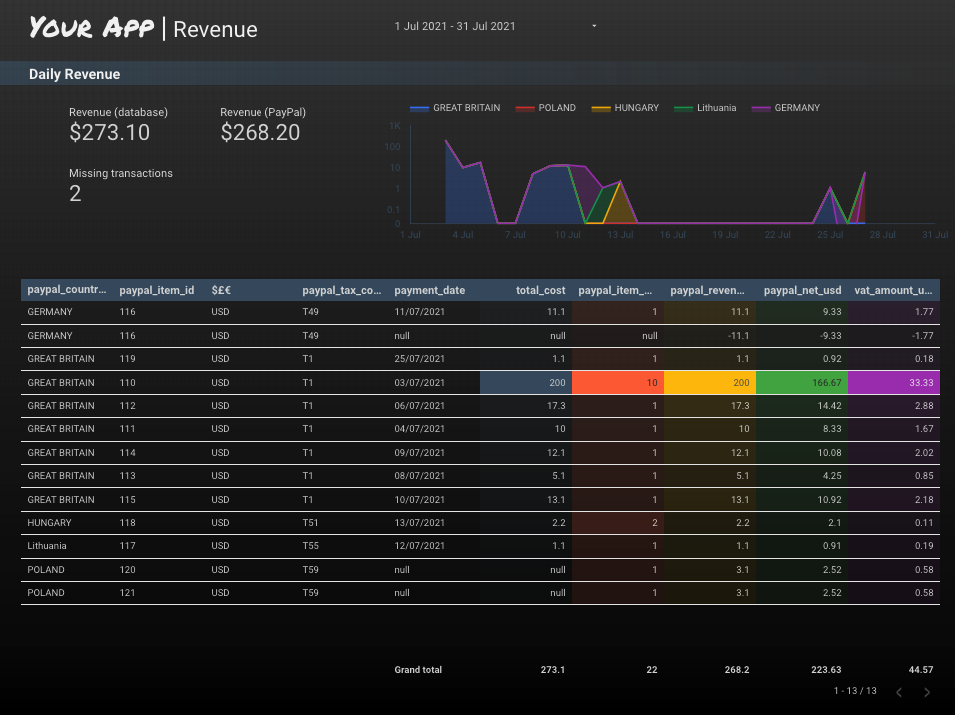 YOUR APP | Revenue
1 Jul 2021 - 31 Jul 2021
Daily Revenue
Revenue (database)
$273.10
Revenue (PayPal)
$268.20
Missing transactions
2
GREAT BRITAIN POLAND HUNGARY Lithuania GERMANY
1K
100
10
1
0.1
0
1 Jul 4 Jul 7 Jul 10 Jul 13 Jul 16 Jul 19 Jul 22 Jul 25 Jul 28 Jul 31 Jul
paypal_countr... paypal_item_id $£€ paypal_tax_co... payment_date total_cost paypal_item_... paypal_reven... paypal_net_usd vat_amount_u...
GERMANY 116 USD T49 11/07/2021 11.1 1 11.1 9.33 1.77
GERMANY 116 USD T49 null null null -11.1 -9.33 -1.77
GREAT BRITAIN 119 USD T1 25/07/2021 1.1 1 1.1 0.92 0.18
GREAT BRITAIN 110 USD T1 03/07/2021 200 10 200 166.67 33.33
GREAT BRITAIN 112 USD T1 06/07/2021 17.3 1 17.3 14.42 2.88
GREAT BRITAIN 111 USD T1 04/07/2021 10 1 10 8.33 1.67
GREAT BRITAIN 114 USD T1 09/07/2021 12.1 1 12.1 10.08 2.02
GREAT BRITAIN 113 USD T1 08/07/2021 5.1 1 5.1 4.25 0.85
GREAT BRITAIN 115 USD T1 10/07/2021 13.1 1 13.1 10.92 2.18
HUNGARY 118 USD T51 13/07/2021 2.2 2 2.2 2.1 0.11
Lithuania 117 USD T55 12/07/2021 1.1 1 1.1 0.91 0.19
POLAND 120 USD T59 null null 1 3.1 2.52 0.58
POLAND 121 USD T59 null null 1 3.1 2.52 0.58
Grand total 273.1 22 268.2 223.63 44.57
1 - 13 / 13